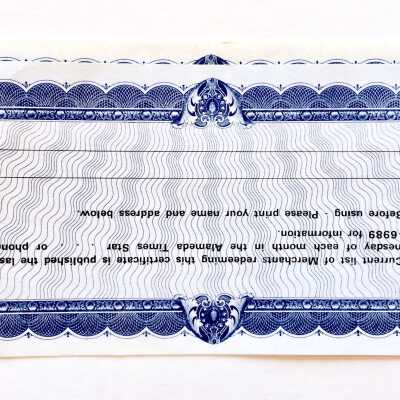 Current list of Merchants redeeming this certificate is published the las
nesday of each month in the Alameda Times Star . . . or phone
-6989 for information.
Before using - Please print your name and address below.